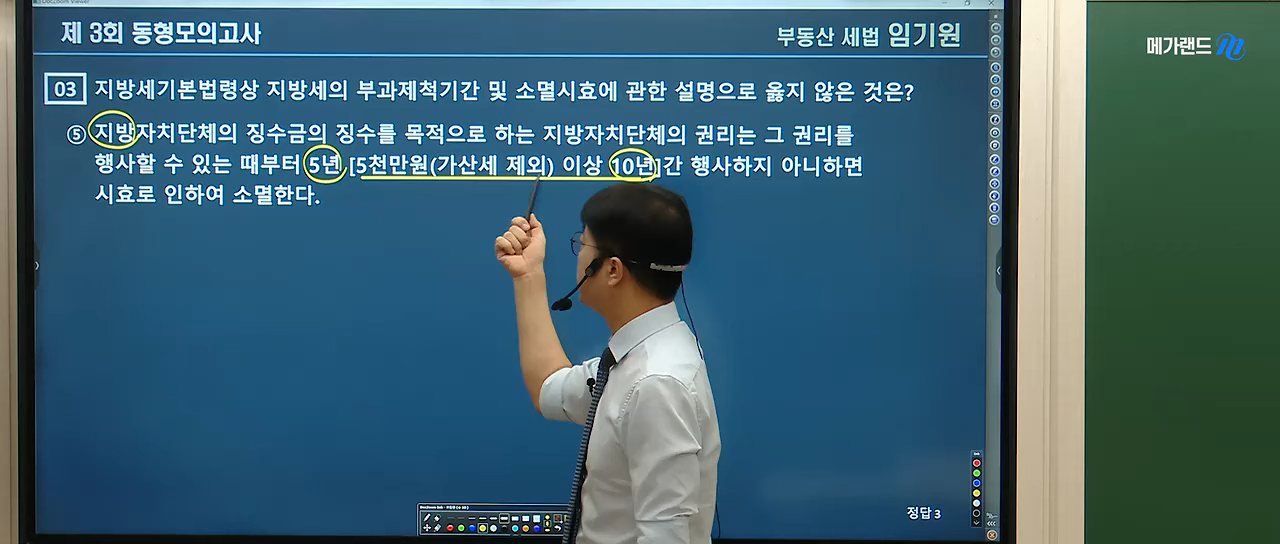 DocZoom Viewer
제 3회 동형모의고사
부동산 세법 임기원
메가랜드
03 지방세기본법령상 지방세의 부과제척기간 및 소멸시효에 관한 설명으로 옳지 않은 것은?
⑤ 지방자치단체의 징수금의 징수를 목적으로 하는 지방자치단체의 권리는 그 권리를
행사할 수 있는 때부터 5년 [5천만원(가산세 제외) 이상 10년]간 행사하지 아니하면
시효로 인하여 소멸한다.
정답 3